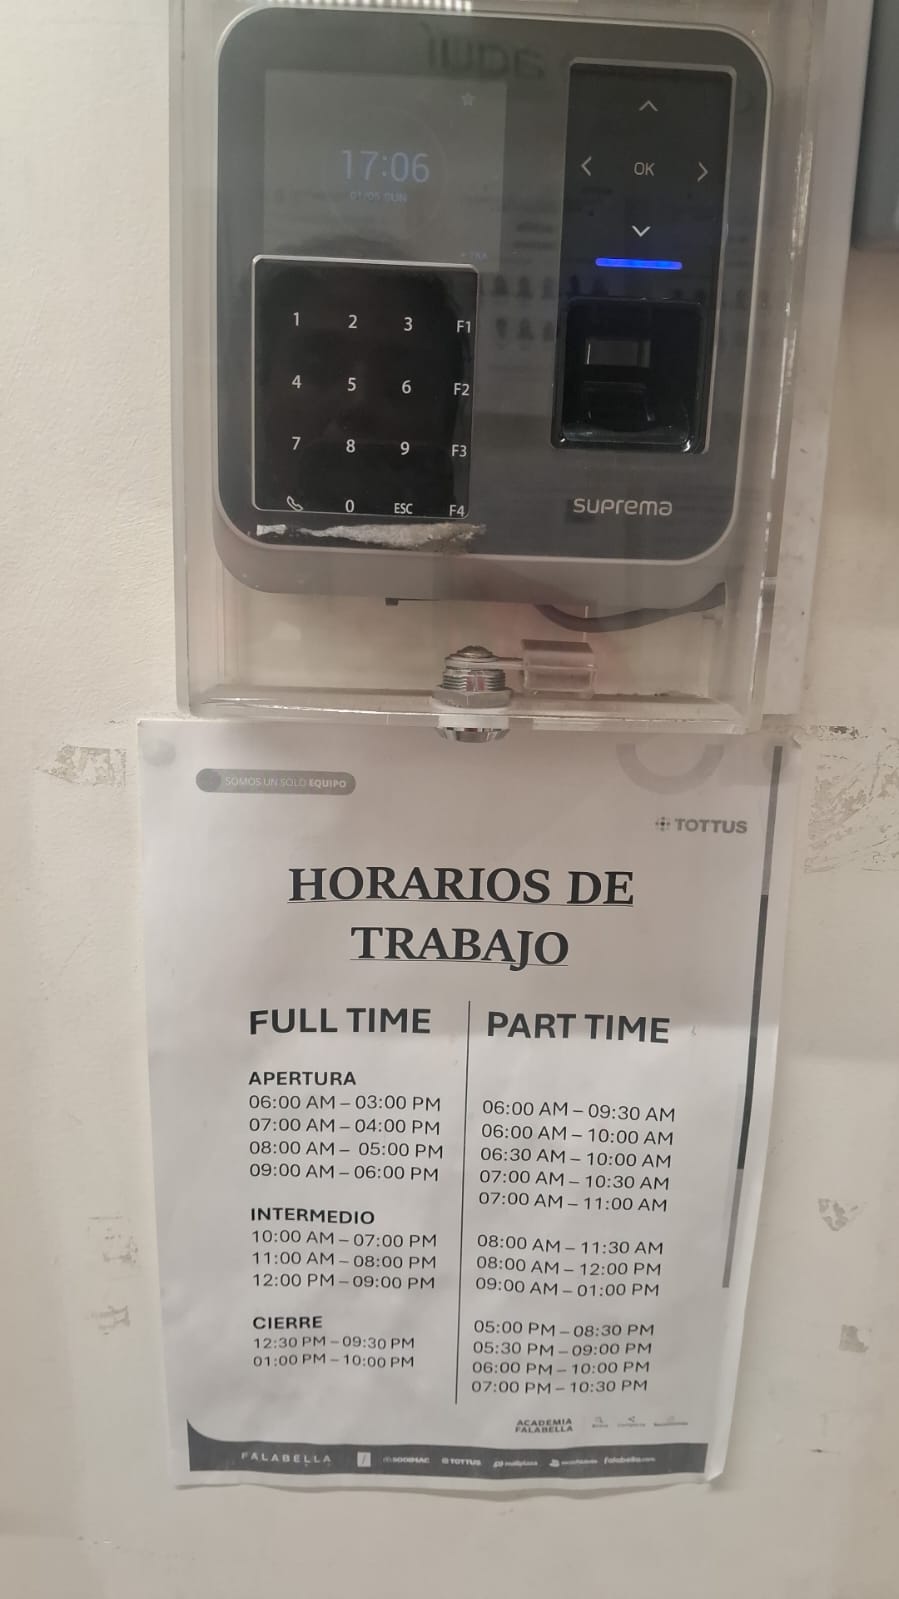 17:06
01/05 SUN
OK
1 2 3 F1
4 5 6 F2
7 8 9 F3
0 ESC F4
suprema
SOMOS UN SOLO EQUIPO
TOTTUS
HORARIOS DE
TRABAJO
FULL TIME
APERTURA
06:00 AM – 03:00 PM
07:00 AM – 04:00 PM
08:00 AM – 05:00 PM
09:00 AM – 06:00 PM
INTERMEDIO
10:00 AM – 07:00 PM
11:00 AM – 08:00 PM
12:00 PM – 09:00 PM
CIERRE
12:30 PM – 09:30 PM
01:00 PM – 10:00 PM
PART TIME
06:00 AM – 09:30 AM
06:00 AM – 10:00 AM
06:30 AM – 10:00 AM
07:00 AM – 10:30 AM
07:00 AM – 11:00 AM
08:00 AM – 11:30 AM
08:00 AM – 12:00 PM
09:00 AM – 01:00 PM
05:00 PM – 08:30 PM
05:30 PM – 09:00 PM
06:00 PM – 10:00 PM
07:00 PM – 10:30 PM
ACADEMIA
FALABELLA
FALABELLA SODIMAC TOTTUS mallplaza falabella.com